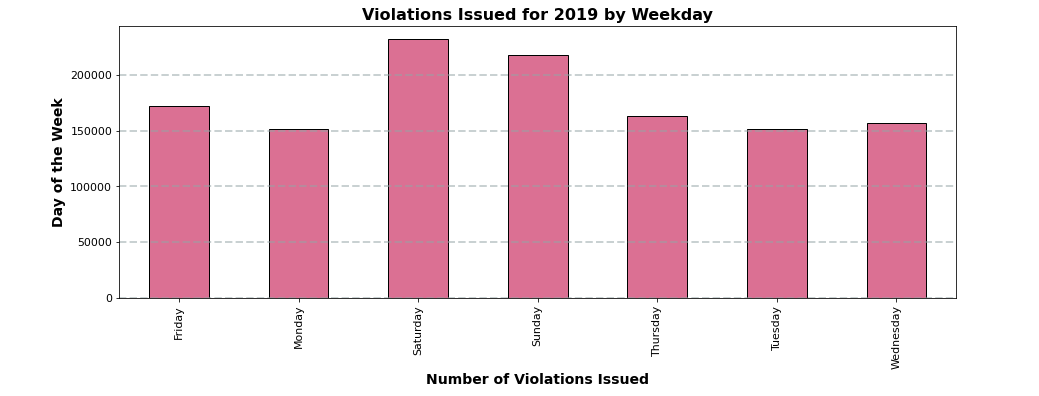 Violations Issued for 2019 by Weekday
Day of the Week
200000
150000
100000
50000
0
Friday
Monday
Saturday
Sunday
Thursday
Tuesday
Wednesday
Number of Violations Issued